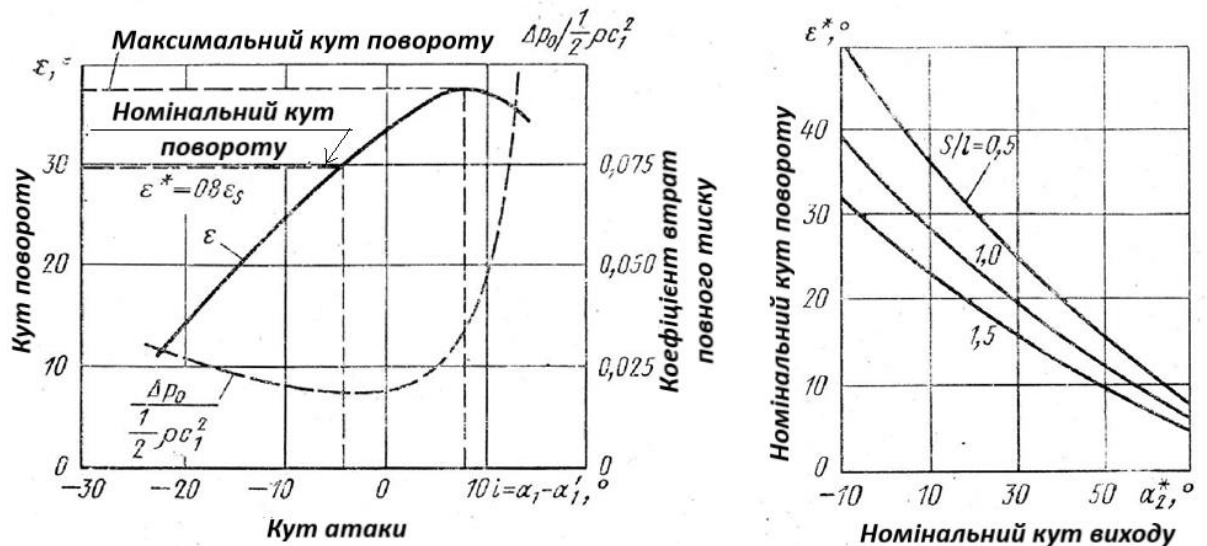 Максимальний кут повороту
Δp₀/½ρc₁²
ε,°
Номінальний кут
повороту
30
ε*=0,8εₛ
ε
20
10
0
Кут повороту
Δp₀
½ρc₁²
0,075
0,050
0,025
0
Коефіцієнт втрат
повного тиску
−30
−20
−10
0
10
i=α₁−α₁′,°
Кут атаки
ε*,°
40
30
20
10
0
Номінальний кут повороту
S/l=0,5
1,0
1,5
−10
10
30
50
α₂*,°
Номінальний кут виходу